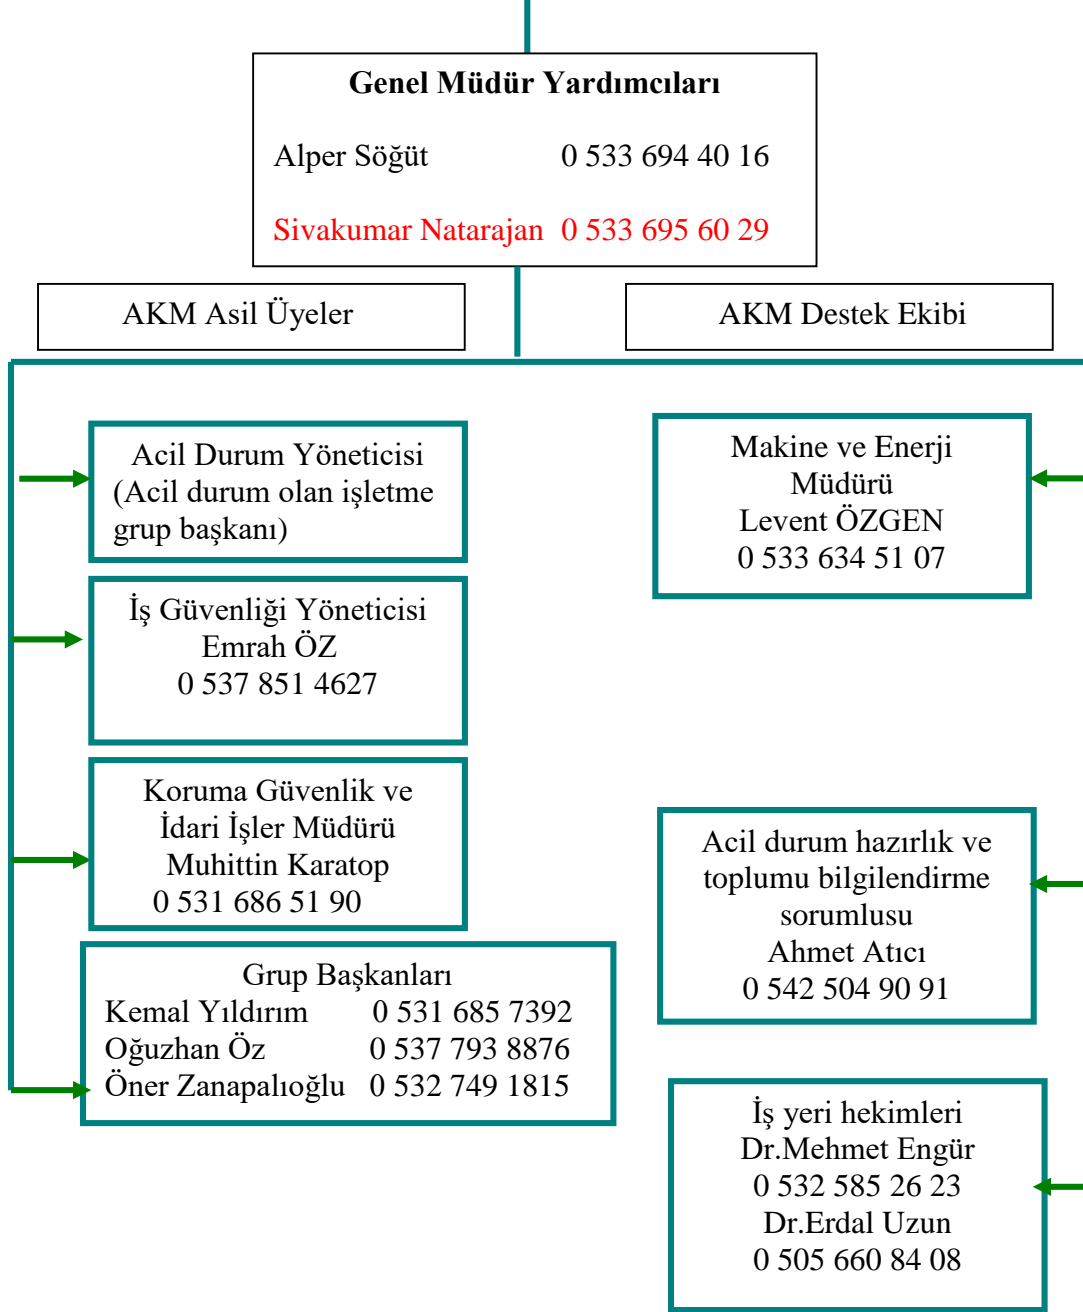 Genel Müdür Yardımcıları
Alper Söğüt 0 533 694 40 16
Sivakumar Natarajan 0 533 695 60 29
AKM Asil Üyeler
AKM Destek Ekibi
Acil Durum Yöneticisi
(Acil durum olan işletme
grup başkanı)
İş Güvenliği Yöneticisi
Emrah ÖZ
0 537 851 4627
Koruma Güvenlik ve
İdari İşler Müdürü
Muhittin Karatop
0 531 686 51 90
Grup Başkanları
Kemal Yıldırım 0 531 685 7392
Oğuzhan Öz 0 537 793 8876
Öner Zanapalıoğlu 0 532 749 1815
Makine ve Enerji
Müdürü
Levent ÖZGEN
0 533 634 51 07
Acil durum hazırlık ve
toplumu bilgilendirme
sorumlusu
Ahmet Atıcı
0 542 504 90 91
İş yeri hekimleri
Dr.Mehmet Engür
0 532 585 26 23
Dr.Erdal Uzun
0 505 660 84 08